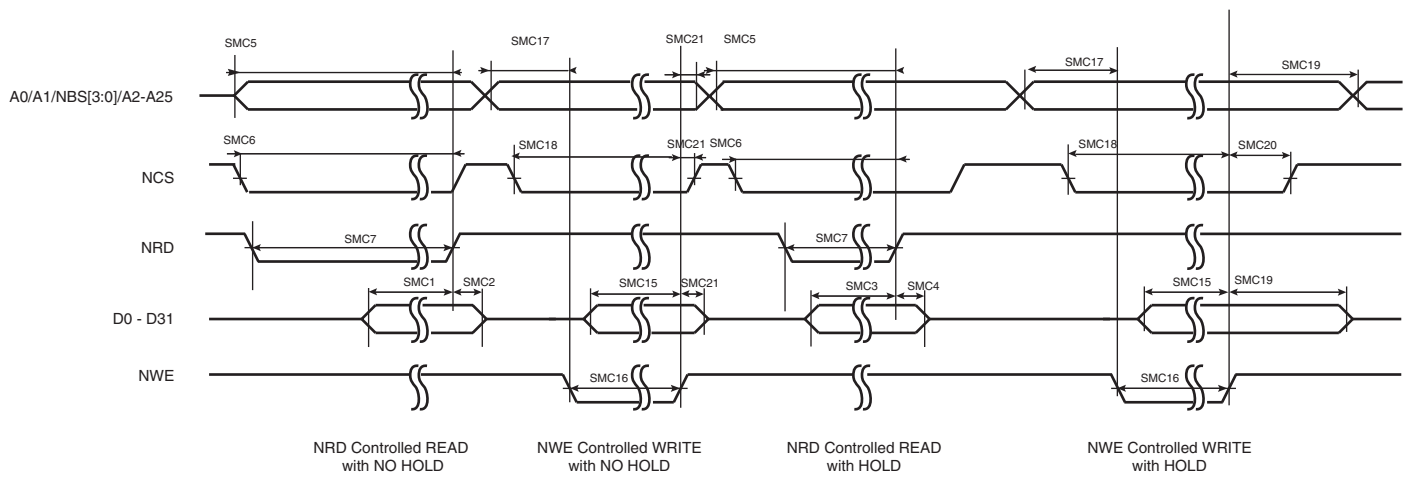 SMC5 SMC17 SMC21 SMC5 SMC17 SMC19
A0/A1/NBS[3:0]/A2-A25
SMC6 SMC18 SMC21 SMC6 SMC18 SMC20
NCS
NRD SMC7 SMC7
SMC1 SMC2 SMC15 SMC21 SMC3 SMC4 SMC15 SMC19
D0 - D31
NWE SMC16 SMC16
NRD Controlled READ
with NO HOLD
NWE Controlled WRITE
with NO HOLD
NRD Controlled READ
with HOLD
NWE Controlled WRITE
with HOLD